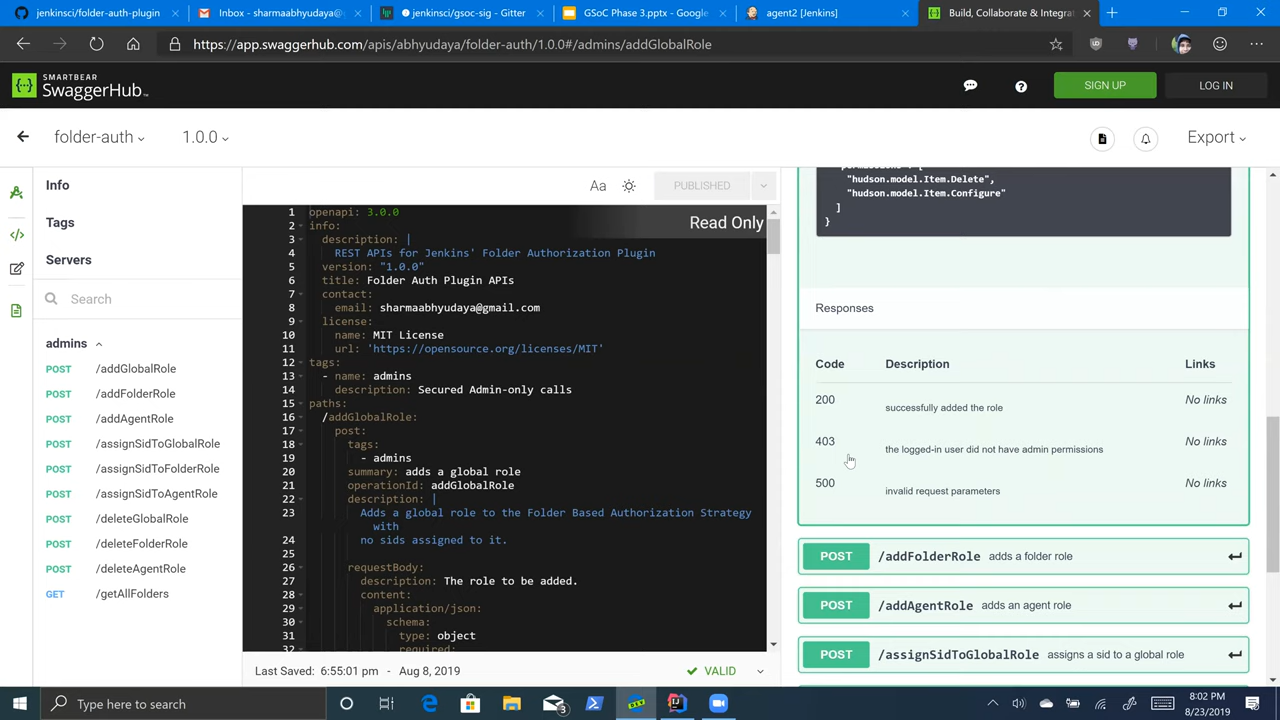 jenkinsci/folder-auth-plugin
Inbox - sharmaabhyudaya@g
jenkinsci/gsoc-sig - Gitter
GSoC Phase 3.pptx - Google
agent2 [Jenkins]
Build, Collaborate & Integrat
https://app.swaggerhub.com/apis/abhyudaya/folder-auth/1.0.0#/admins/addGlobalRole
SMARTBEAR
SwaggerHub™
SIGN UP
LOG IN
folder-auth
1.0.0
Export
Info
Tags
Servers
Search
admins
POST /addGlobalRole
POST /addFolderRole
POST /addAgentRole
POST /assignSidToGlobalRole
POST /assignSidToFolderRole
POST /assignSidToAgentRole
POST /deleteGlobalRole
POST /deleteFolderRole
POST /deleteAgentRole
GET /getAllFolders
Aa
PUBLISHED
Read Only
1 openapi: 3.0.0
2 info:
3 description: |
4 REST APIs for Jenkins' Folder Authorization Plugin
5 version: "1.0.0"
6 title: Folder Auth Plugin APIs
7 contact:
8 email: sharmaabhyudaya@gmail.com
9 license:
10 name: MIT License
11 url: 'https://opensource.org/licenses/MIT'
12 tags:
13 - name: admins
14 description: Secured Admin-only calls
15 paths:
16 /addGlobalRole:
17 post:
18 tags:
19 - admins
20 summary: adds a global role
21 operationId: addGlobalRole
22 description: |
23 Adds a global role to the Folder Based Authorization Strategy
with
24 no sids assigned to it.
25
26 requestBody:
27 description: The role to be added.
28 content:
29 application/json:
30 schema:
31 type: object
32 required:
Last Saved: 6:55:01 pm - Aug 8, 2019
VALID
"permissions": [
"hudson.model.Item.Delete",
"hudson.model.Item.Configure"
]
}
Responses
Code Description Links
200 successfully added the role No links
403 the logged-in user did not have admin permissions No links
500 invalid request parameters No links
POST /addFolderRole adds a folder role
POST /addAgentRole adds an agent role
POST /assignSidToGlobalRole assigns a sid to a global role
Type here to search
3
8:02 PM
8/23/2019